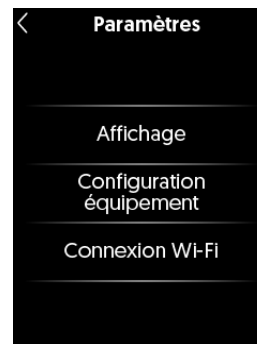 Paramètres
Affichage
Configuration
équipement
Connexion Wi-Fi